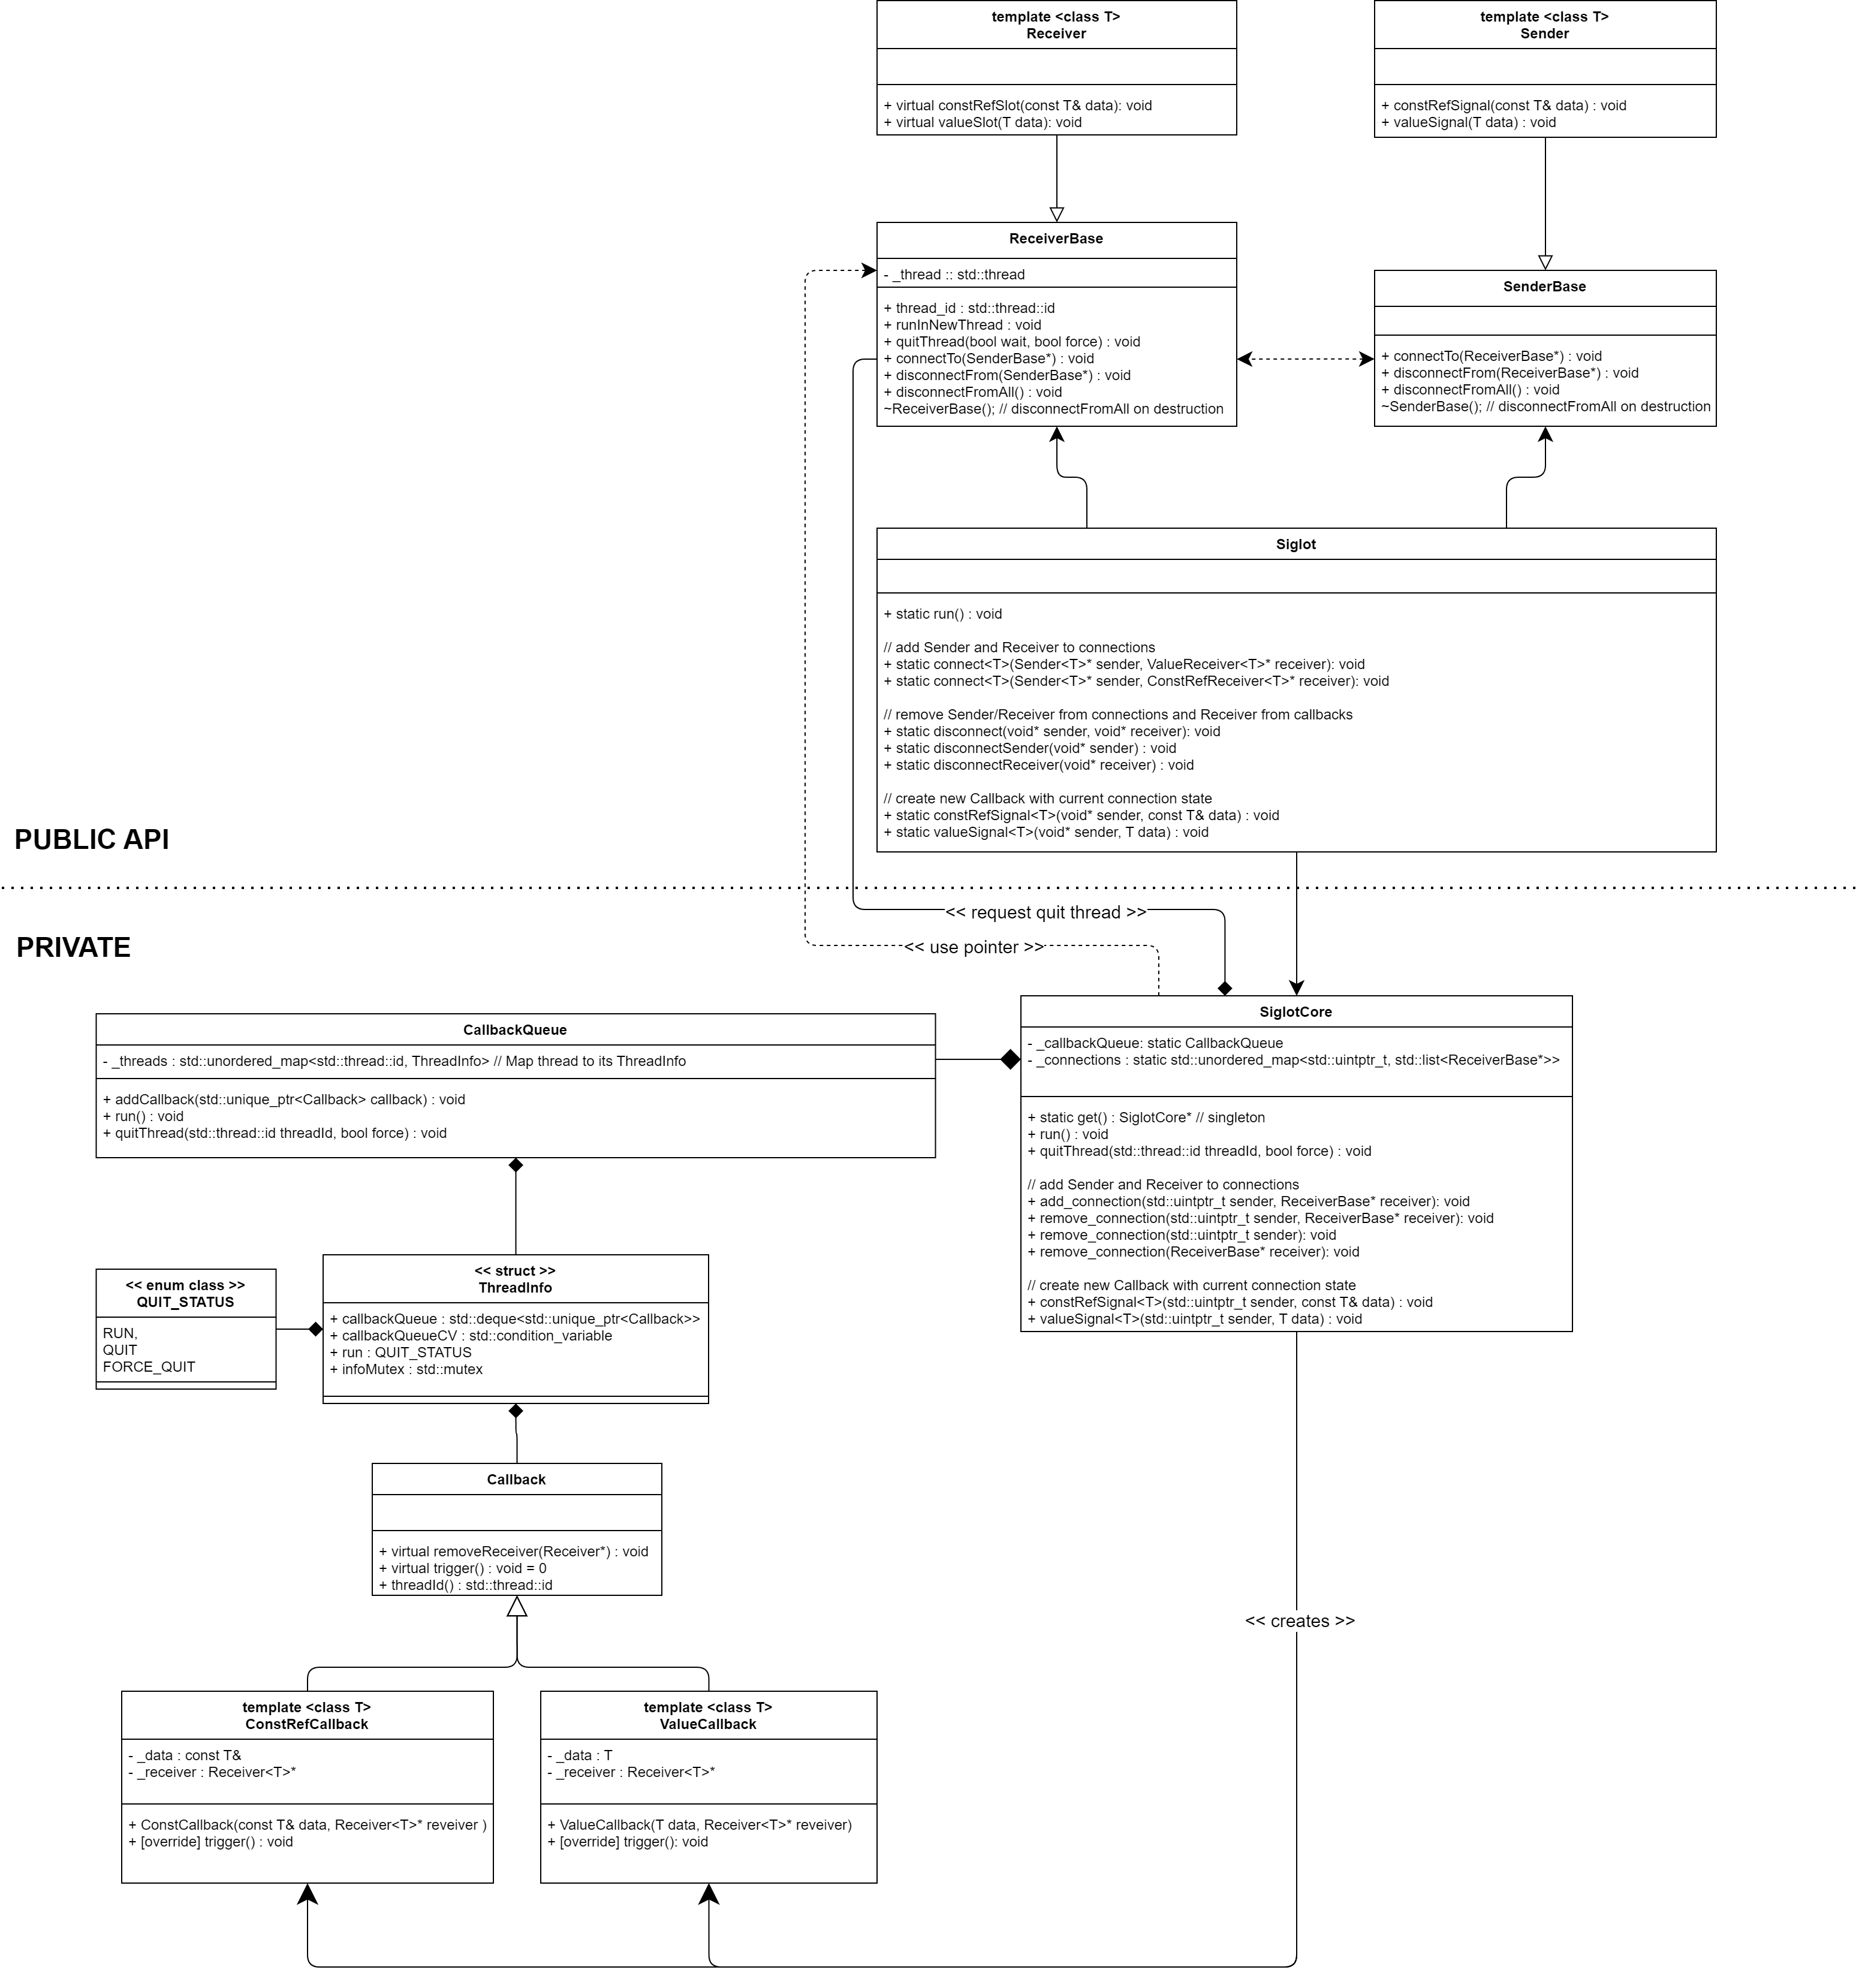 template <class T>
Receiver
+ virtual constRefSlot(const T& data): void
+ virtual valueSlot(T data): void
template <class T>
Sender
+ constRefSignal(const T& data) : void
+ valueSignal(T data) : void
ReceiverBase
- _thread :: std::thread
+ thread_id : std::thread::id
+ runInNewThread : void
+ quitThread(bool wait, bool force) : void
+ connectTo(SenderBase*) : void
+ disconnectFrom(SenderBase*) : void
+ disconnectFromAll() : void
~ReceiverBase(); // disconnectFromAll on destruction
SenderBase
+ connectTo(ReceiverBase*) : void
+ disconnectFrom(ReceiverBase*) : void
+ disconnectFromAll() : void
~SenderBase(); // disconnectFromAll on destruction
Siglot
+ static run() : void
// add Sender and Receiver to connections
+ static connect<T>(Sender<T>* sender, ValueReceiver<T>* receiver): void
+ static connect<T>(Sender<T>* sender, ConstRefReceiver<T>* receiver): void
// remove Sender/Receiver from connections and Receiver from callbacks
+ static disconnect(void* sender, void* receiver): void
+ static disconnectSender(void* sender) : void
+ static disconnectReceiver(void* receiver) : void
// create new Callback with current connection state
+ static constRefSignal<T>(void* sender, const T& data) : void
+ static valueSignal<T>(void* sender, T data) : void
PUBLIC API
PRIVATE
<< request quit thread >>
<< use pointer >>
SiglotCore
- _callbackQueue: static CallbackQueue
- _connections : static std::unordered_map<std::uintptr_t, std::list<ReceiverBase*>>
+ static get() : SiglotCore* // singleton
+ run() : void
+ quitThread(std::thread::id threadId, bool force) : void
// add Sender and Receiver to connections
+ add_connection(std::uintptr_t sender, ReceiverBase* receiver): void
+ remove_connection(std::uintptr_t sender, ReceiverBase* receiver): void
+ remove_connection(std::uintptr_t sender): void
+ remove_connection(ReceiverBase* receiver): void
// create new Callback with current connection state
+ constRefSignal<T>(std::uintptr_t sender, const T& data) : void
+ valueSignal<T>(std::uintptr_t sender, T data) : void
CallbackQueue
- _threads : std::unordered_map<std::thread::id, ThreadInfo> // Map thread to its ThreadInfo
+ addCallback(std::unique_ptr<Callback> callback) : void
+ run() : void
+ quitThread(std::thread::id threadId, bool force) : void
<< enum class >>
QUIT_STATUS
RUN,
QUIT
FORCE_QUIT
<< struct >>
ThreadInfo
+ callbackQueue : std::deque<std::unique_ptr<Callback>>
+ callbackQueueCV : std::condition_variable
+ run : QUIT_STATUS
+ infoMutex : std::mutex
Callback
+ virtual removeReceiver(Receiver*) : void
+ virtual trigger() : void = 0
+ threadId() : std::thread::id
<< creates >>
template <class T>
ConstRefCallback
- _data : const T&
- _receiver : Receiver<T>*
+ ConstCallback(const T& data, Receiver<T>* reveiver )
+ [override] trigger() : void
template <class T>
ValueCallback
- _data : T
- _receiver : Receiver<T>*
+ ValueCallback(T data, Receiver<T>* reveiver)
+ [override] trigger(): void